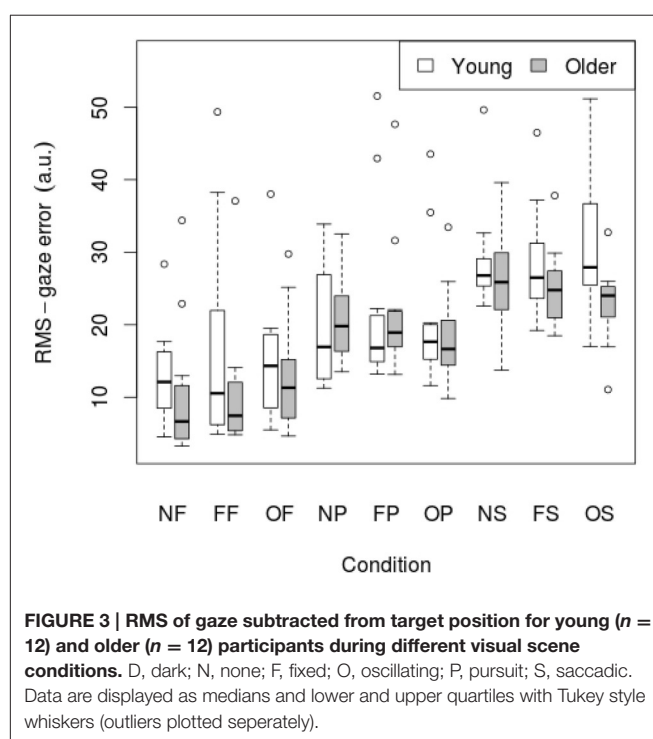 Young Older
50
40
30
20
10
RMS−gaze error (a.u.)
NF FF OF NP FP OP NS FS OS
Condition
FIGURE 3 | RMS of gaze subtracted from target position for young (n =
12) and older (n = 12) participants during different visual scene
conditions. D, dark; N, none; F, fixed; O, oscillating; P, pursuit; S, saccadic.
Data are displayed as medians and lower and upper quartiles with Tukey style
whiskers (outliers plotted seperately).